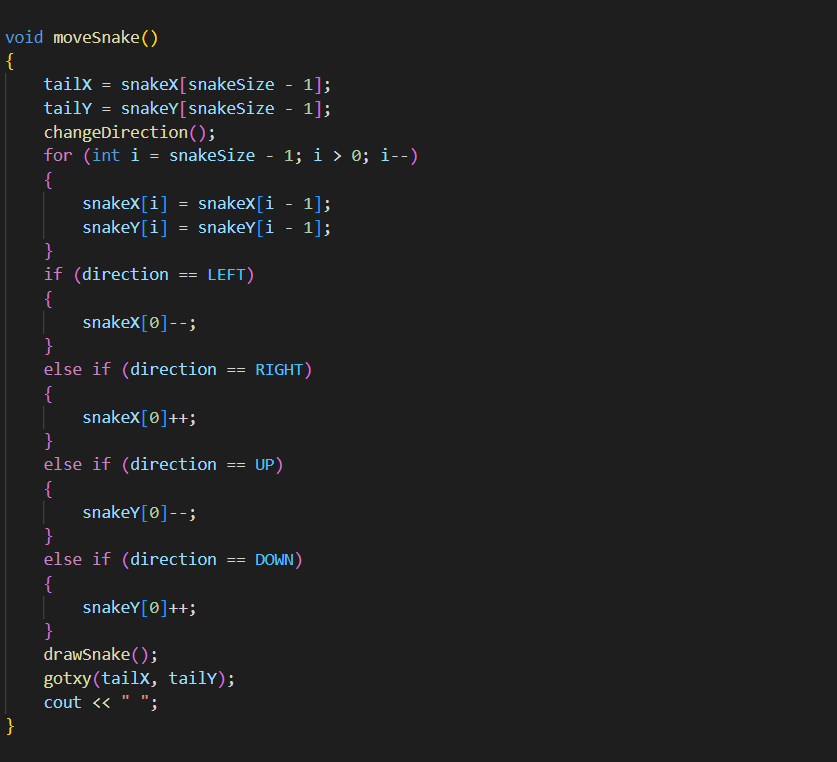 void moveSnake()
{
    tailX = snakeX[snakeSize - 1];
    tailY = snakeY[snakeSize - 1];
    changeDirection();
    for (int i = snakeSize - 1; i > 0; i--)
    {
        snakeX[i] = snakeX[i - 1];
        snakeY[i] = snakeY[i - 1];
    }
    if (direction == LEFT)
    {
        snakeX[0]--;
    }
    else if (direction == RIGHT)
    {
        snakeX[0]++;
    }
    else if (direction == UP)
    {
        snakeY[0]--;
    }
    else if (direction == DOWN)
    {
        snakeY[0]++;
    }
    drawSnake();
    gotxy(tailX, tailY);
    cout << " ";
}